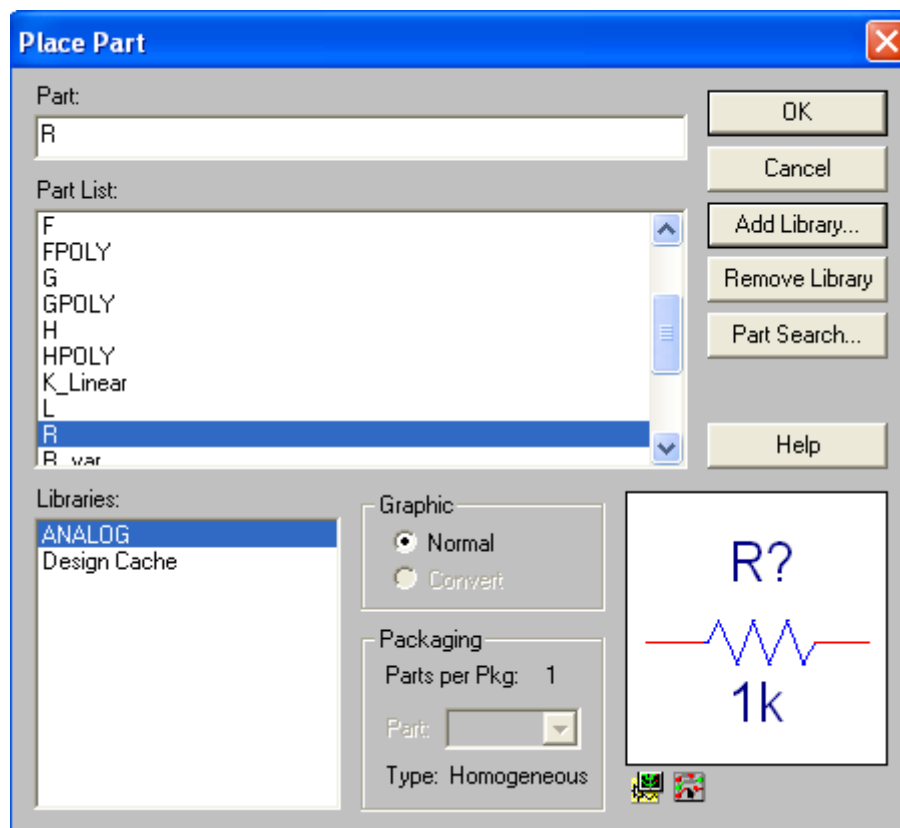 Place Part
Part:
R
OK
Cancel
Part List:
F
FPOLY
G
GPOLY
H
HPOLY
K_Linear
L
R
R_var
Add Library...
Remove Library
Part Search...
Help
Libraries:
ANALOG
Design Cache
Graphic
Normal
Convert
Packaging
Parts per Pkg: 1
Part:
Type: Homogeneous
R?
1k